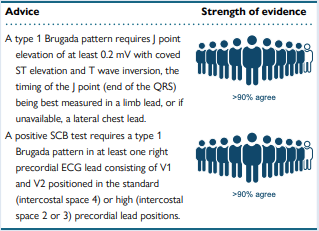 Advice Strength of evidence
A type 1 Brugada pattern requires J point
elevation of at least 0.2 mV with coved
ST elevation and T wave inversion, the
timing of the J point (end of the QRS)
being best measured in a limb lead, or if
unavailable, a lateral chest lead.
>90% agree
A positive SCB test requires a type 1
Brugada pattern in at least one right
precordial ECG lead consisting of V1
and V2 positioned in the standard
(intercostal space 4) or high (intercostal
space 2 or 3) precordial lead positions.
>90% agree